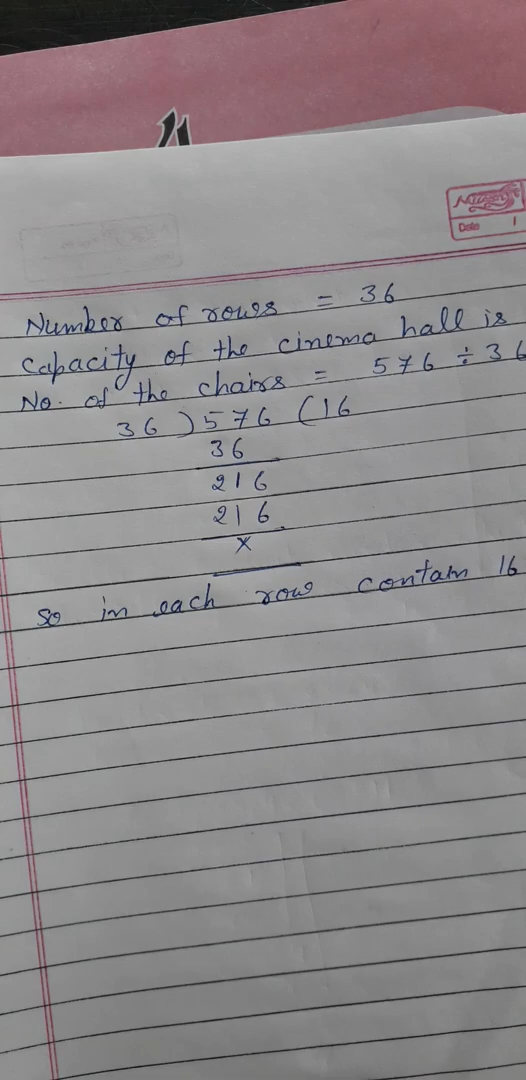 Date
Number of rows = 36
Capacity of the cinema hall is
No. of the chairs = 576 ÷ 36
36 ) 576 ( 16
36
216
216
x
So in each row contain 16